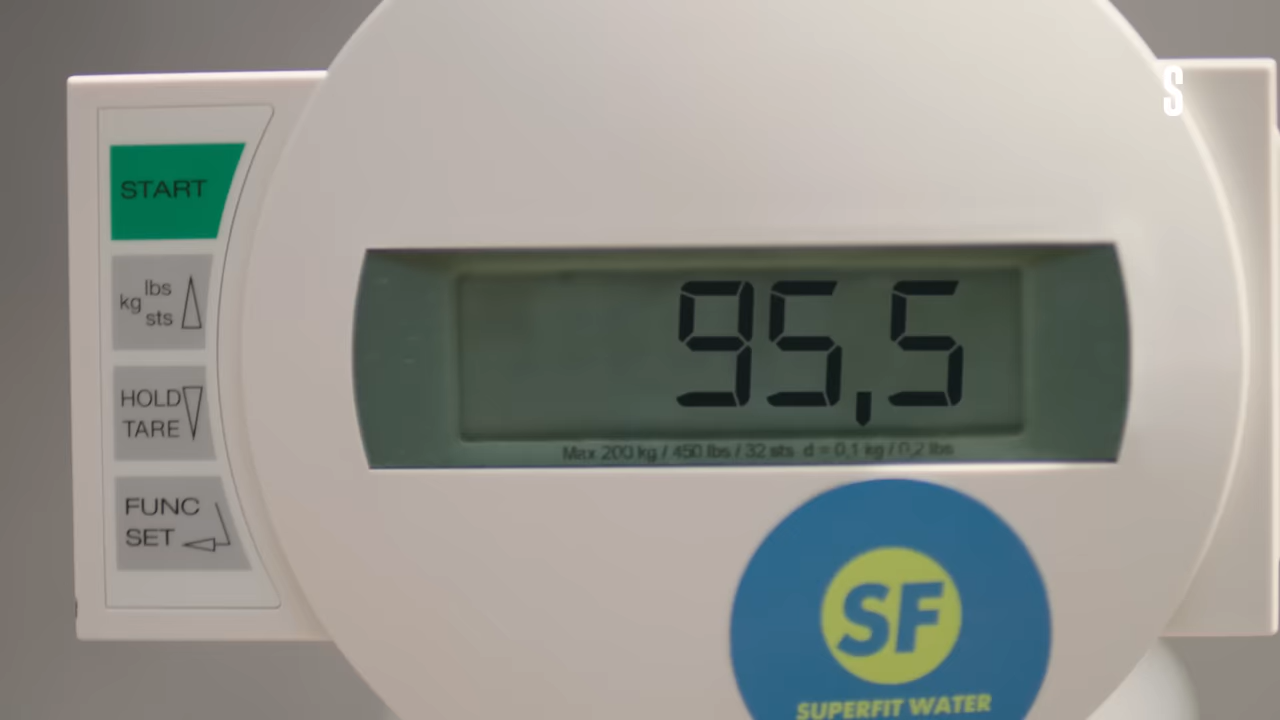 S
START
lbs
kg
sts
HOLD
TARE
FUNC
SET
95,5
Max 200 kg / 450 lbs / 32 sts d = 0,1 kg / 0,2 lbs
SF
SUPERFIT WATER